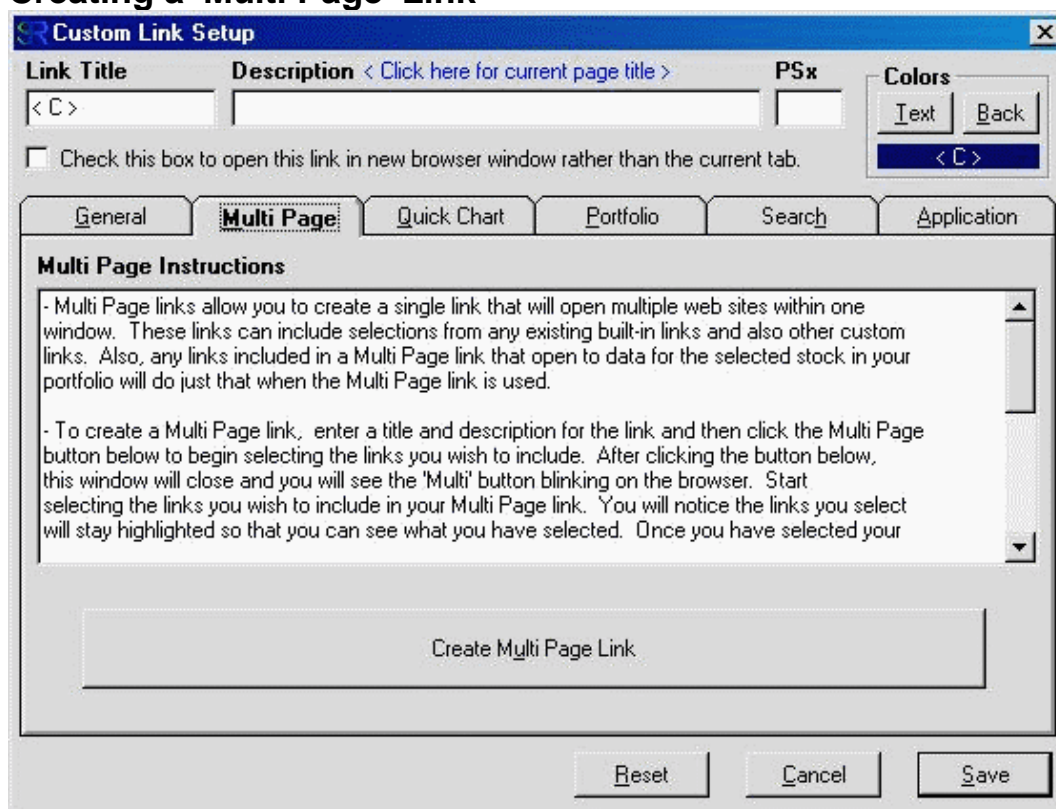 Creating a 'Multi Page' Link
SR Custom Link Setup
Link Title Description < Click here for current page title > PSx Colors
< C > Text Back
Check this box to open this link in new browser window rather than the current tab. < C >
General Multi Page Quick Chart Portfolio Search Application
Multi Page Instructions
- Multi Page links allow you to create a single link that will open multiple web sites within one
window. These links can include selections from any existing built-in links and also other custom
links. Also, any links included in a Multi Page link that open to data for the selected stock in your
portfolio will do just that when the Multi Page link is used.
- To create a Multi Page link, enter a title and description for the link and then click the Multi Page
button below to begin selecting the links you wish to include. After clicking the button below,
this window will close and you will see the 'Multi' button blinking on the browser. Start
selecting the links you wish to include in your Multi Page link. You will notice the links you select
will stay highlighted so that you can see what you have selected. Once you have selected your
Create Multi Page Link
Reset Cancel Save